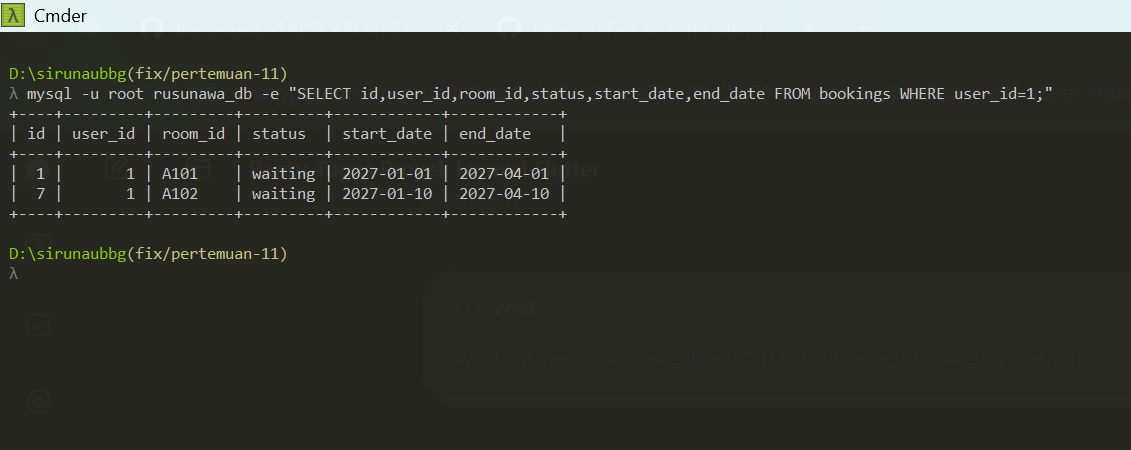 Cmder
D:\sirunaubbg(fix/pertemuan-11)
λ mysql -u root rusunawa_db -e "SELECT id,user_id,room_id,status,start_date,end_date FROM bookings WHERE user_id=1;"
+----+---------+---------+---------+------------+------------+
| id | user_id | room_id | status  | start_date | end_date   |
+----+---------+---------+---------+------------+------------+
|  1 |       1 | A101    | waiting | 2027-01-01 | 2027-04-01 |
|  7 |       1 | A102    | waiting | 2027-01-10 | 2027-04-10 |
+----+---------+---------+---------+------------+------------+
D:\sirunaubbg(fix/pertemuan-11)
λ
cmd